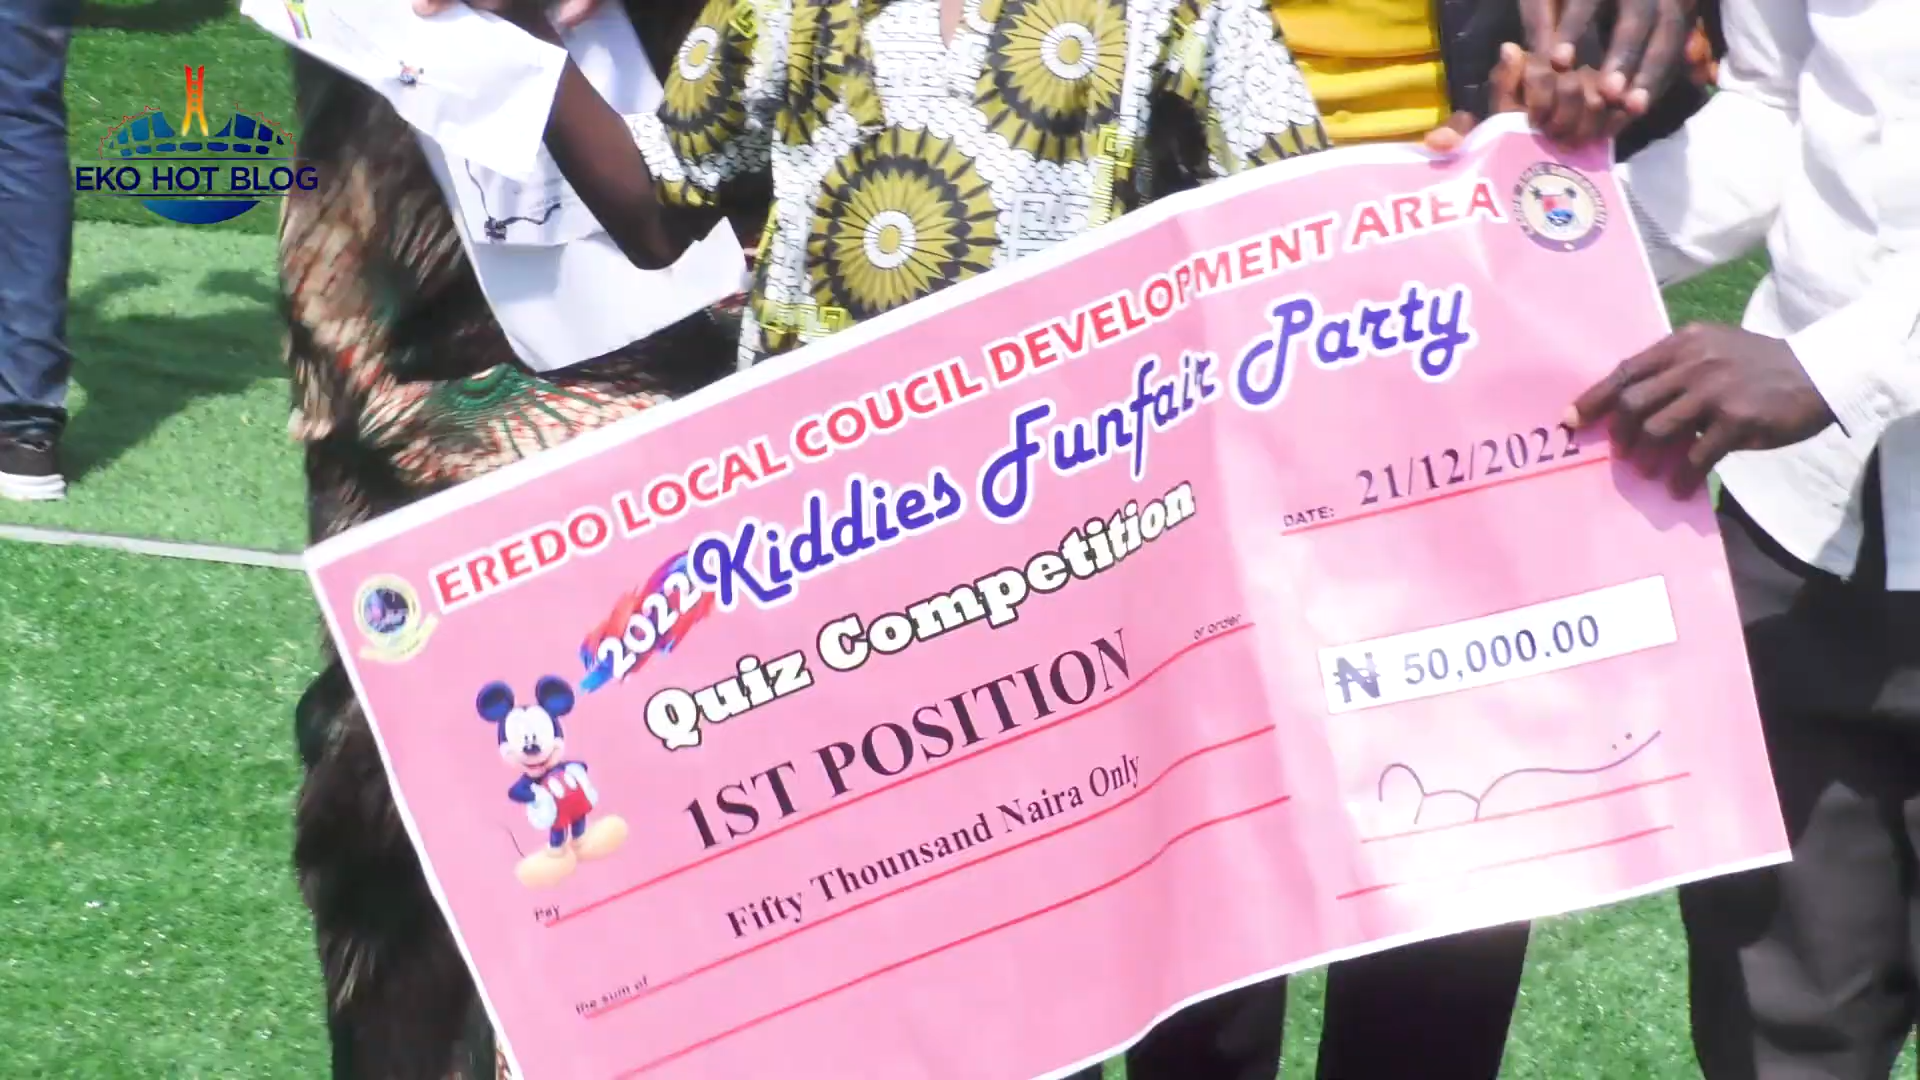 EKO HOT BLOG
EREDO LOCAL COUCIL DEVELOPMENT AREA
2022 Kiddies Funfair Party
Quiz Competition
DATE: 21/12/2022
1ST POSITION
or order
₦ 50,000.00
Pay
Fifty Thounsand Naira Only
the sum of